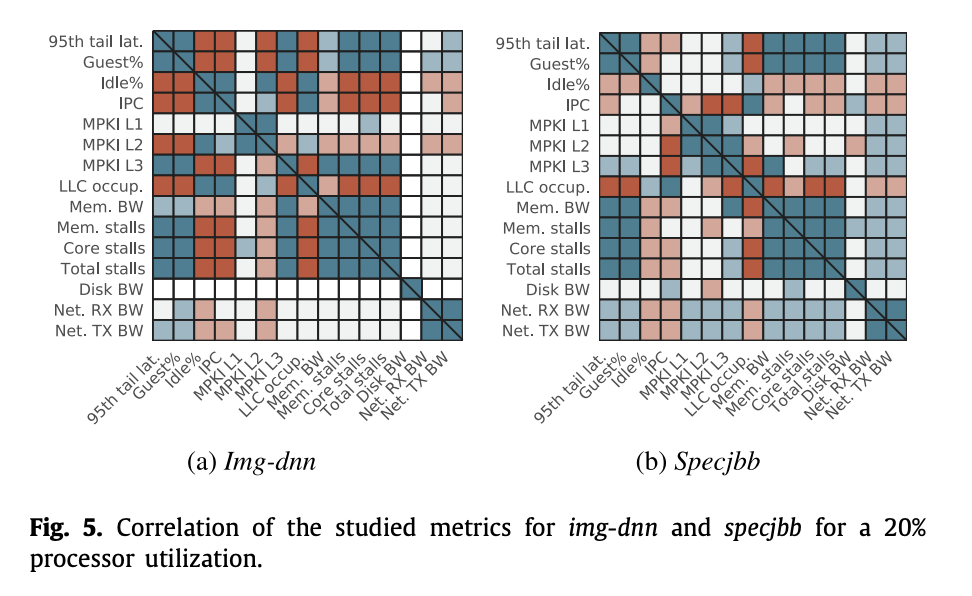 95th tail lat.
Guest%
Idle%
IPC
MPKI L1
MPKI L2
MPKI L3
LLC occup.
Mem. BW
Mem. stalls
Core stalls
Total stalls
Disk BW
Net. RX BW
Net. TX BW
95th tail lat.
Guest%
Idle%
IPC
MPKI L1
MPKI L2
MPKI L3
LLC occup.
Mem. BW
Mem. stalls
Core stalls
Total stalls
Disk BW
Net. RX BW
Net. TX BW
(a) Img-dnn
95th tail lat.
Guest%
Idle%
IPC
MPKI L1
MPKI L2
MPKI L3
LLC occup.
Mem. BW
Mem. stalls
Core stalls
Total stalls
Disk BW
Net. RX BW
Net. TX BW
95th tail lat.
Guest%
Idle%
IPC
MPKI L1
MPKI L2
MPKI L3
LLC occup.
Mem. BW
Mem. stalls
Core stalls
Total stalls
Disk BW
Net. RX BW
Net. TX BW
(b) Specjbb
Fig. 5. Correlation of the studied metrics for img-dnn and specjbb for a 20%
processor utilization.